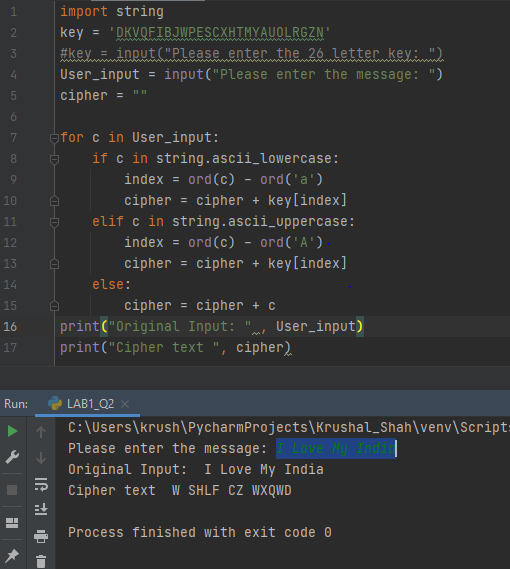 1 import string
2 key = 'DKVQFIBJWPESCXHTMYAUOLRGZN'
3 #key = input("Please enter the 26 letter key: ")
4 User_input = input("Please enter the message: ")
5 cipher = ""
6
7 for c in User_input:
8 if c in string.ascii_lowercase:
9 index = ord(c) - ord('a')
10 cipher = cipher + key[index]
11 elif c in string.ascii_uppercase:
12 index = ord(c) - ord('A')
13 cipher = cipher + key[index]
14 else:
15 cipher = cipher + c
16 print("Original Input: " , User_input)
17 print("Cipher text ", cipher)
Run: LAB1_Q2 ×
C:\Users\krush\PycharmProjects\Krushal_Shah\venv\Scripts
Please enter the message: I Love My India
Original Input:  I Love My India
Cipher text  W SHLF CZ WXQWD
Process finished with exit code 0